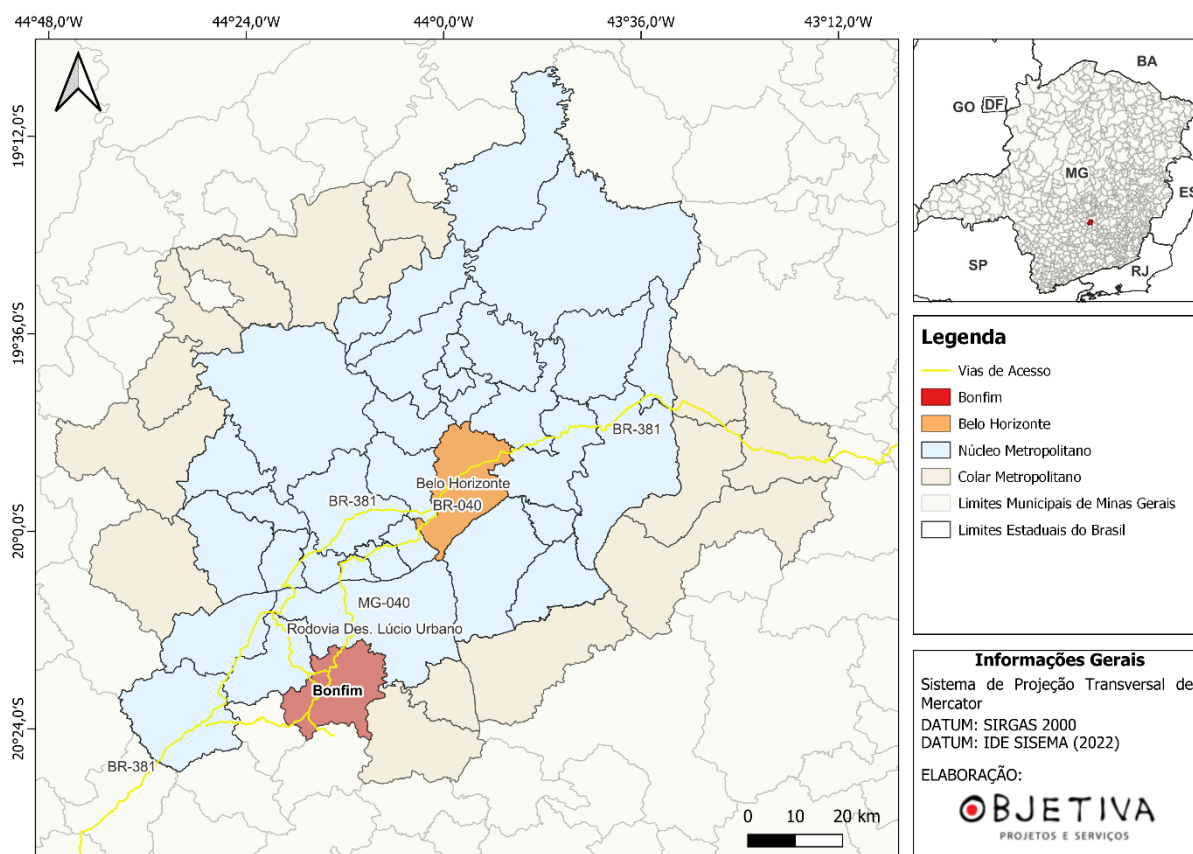 44°48,0'W
44°24,0'W
44°0,0'W
43°36,0'W
43°12,0'W
19°12,0'S
19°36,0'S
20°0,0'S
20°24,0'S
BR-381
BR-381
Belo Horizonte
BR-040
MG-040
Rodovia Des. Lúcio Urbano
Bonfim
BR-381
0 10 20 km
BA
GO
DF
MG
ES
SP
RJ
Legenda
Vias de Acesso
Bonfim
Belo Horizonte
Núcleo Metropolitano
Colar Metropolitano
Limites Municipais de Minas Gerais
Limites Estaduais do Brasil
Informações Gerais
Sistema de Projeção Transversal de
Mercator
DATUM: SIRGAS 2000
DATUM: IDE SISEMA (2022)
ELABORAÇÃO:
OBJETIVA
PROJETOS E SERVIÇOS